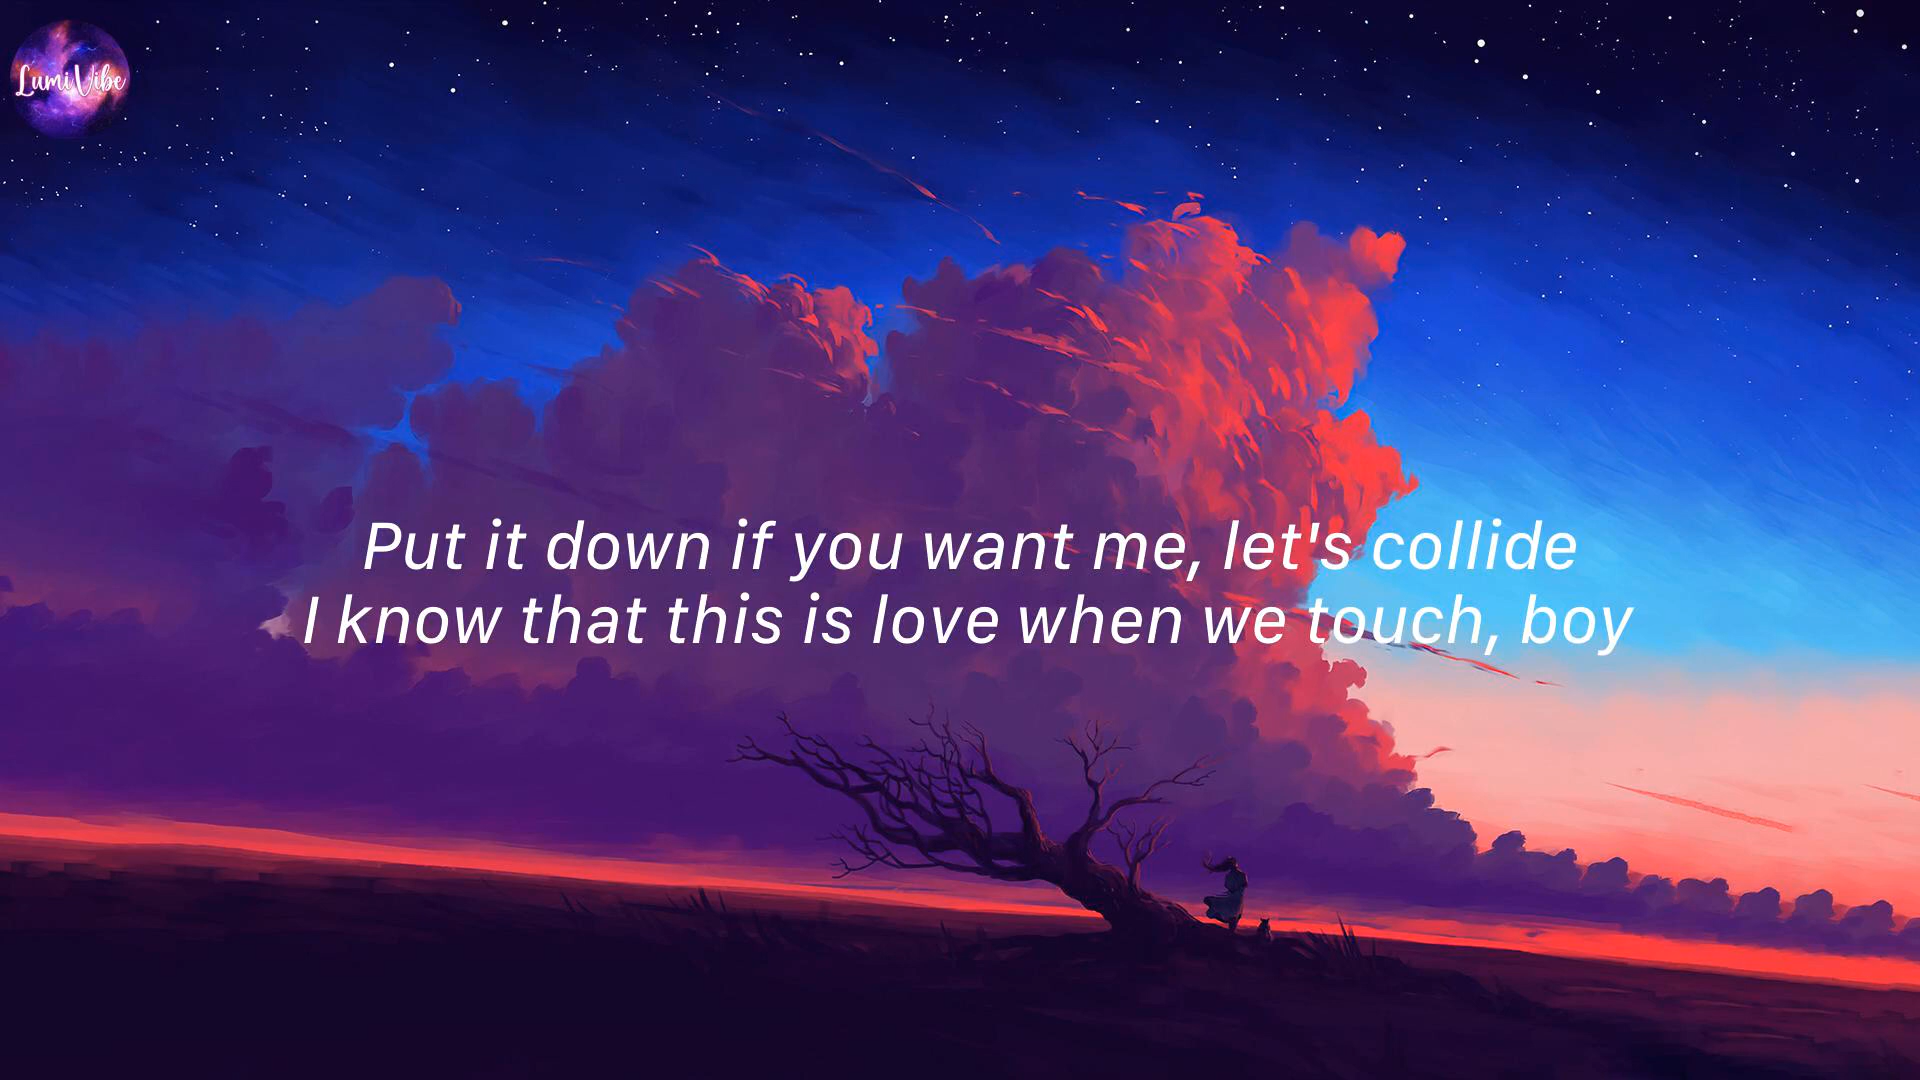 LumiVibe
Put it down if you want me, let's collide
I know that this is love when we touch, boy